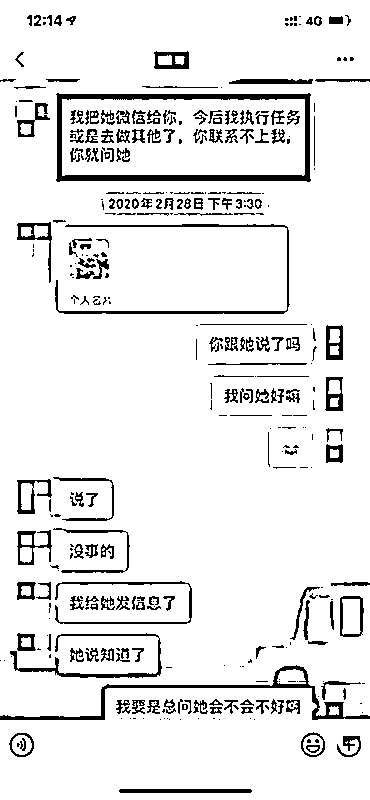 12:14
4G
我把她微信给你，今后我执行任务
或是去做其他了，你联系不上我，
你就问她
2020年2月28日 下午3:30
个人名片
你跟她说了吗
我问她好嘛
说了
没事的
我给她发信息了
她说知道了
我要是总问她会不会不好啊